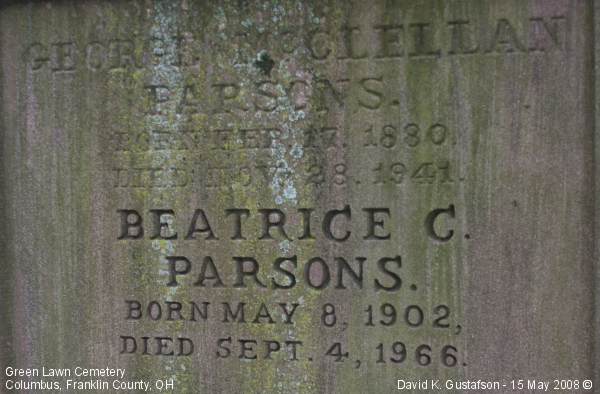 GEORGE MCCLELLAN
PARSONS.
BORN FEB. 17. 1880.
DIED NOV. 28. 1941.
BEATRICE C.
PARSONS.
BORN MAY 8, 1902,
DIED SEPT. 4, 1966.
Green Lawn Cemetery
Columbus, Franklin County, OH
David K. Gustafson - 15 May 2008 ©